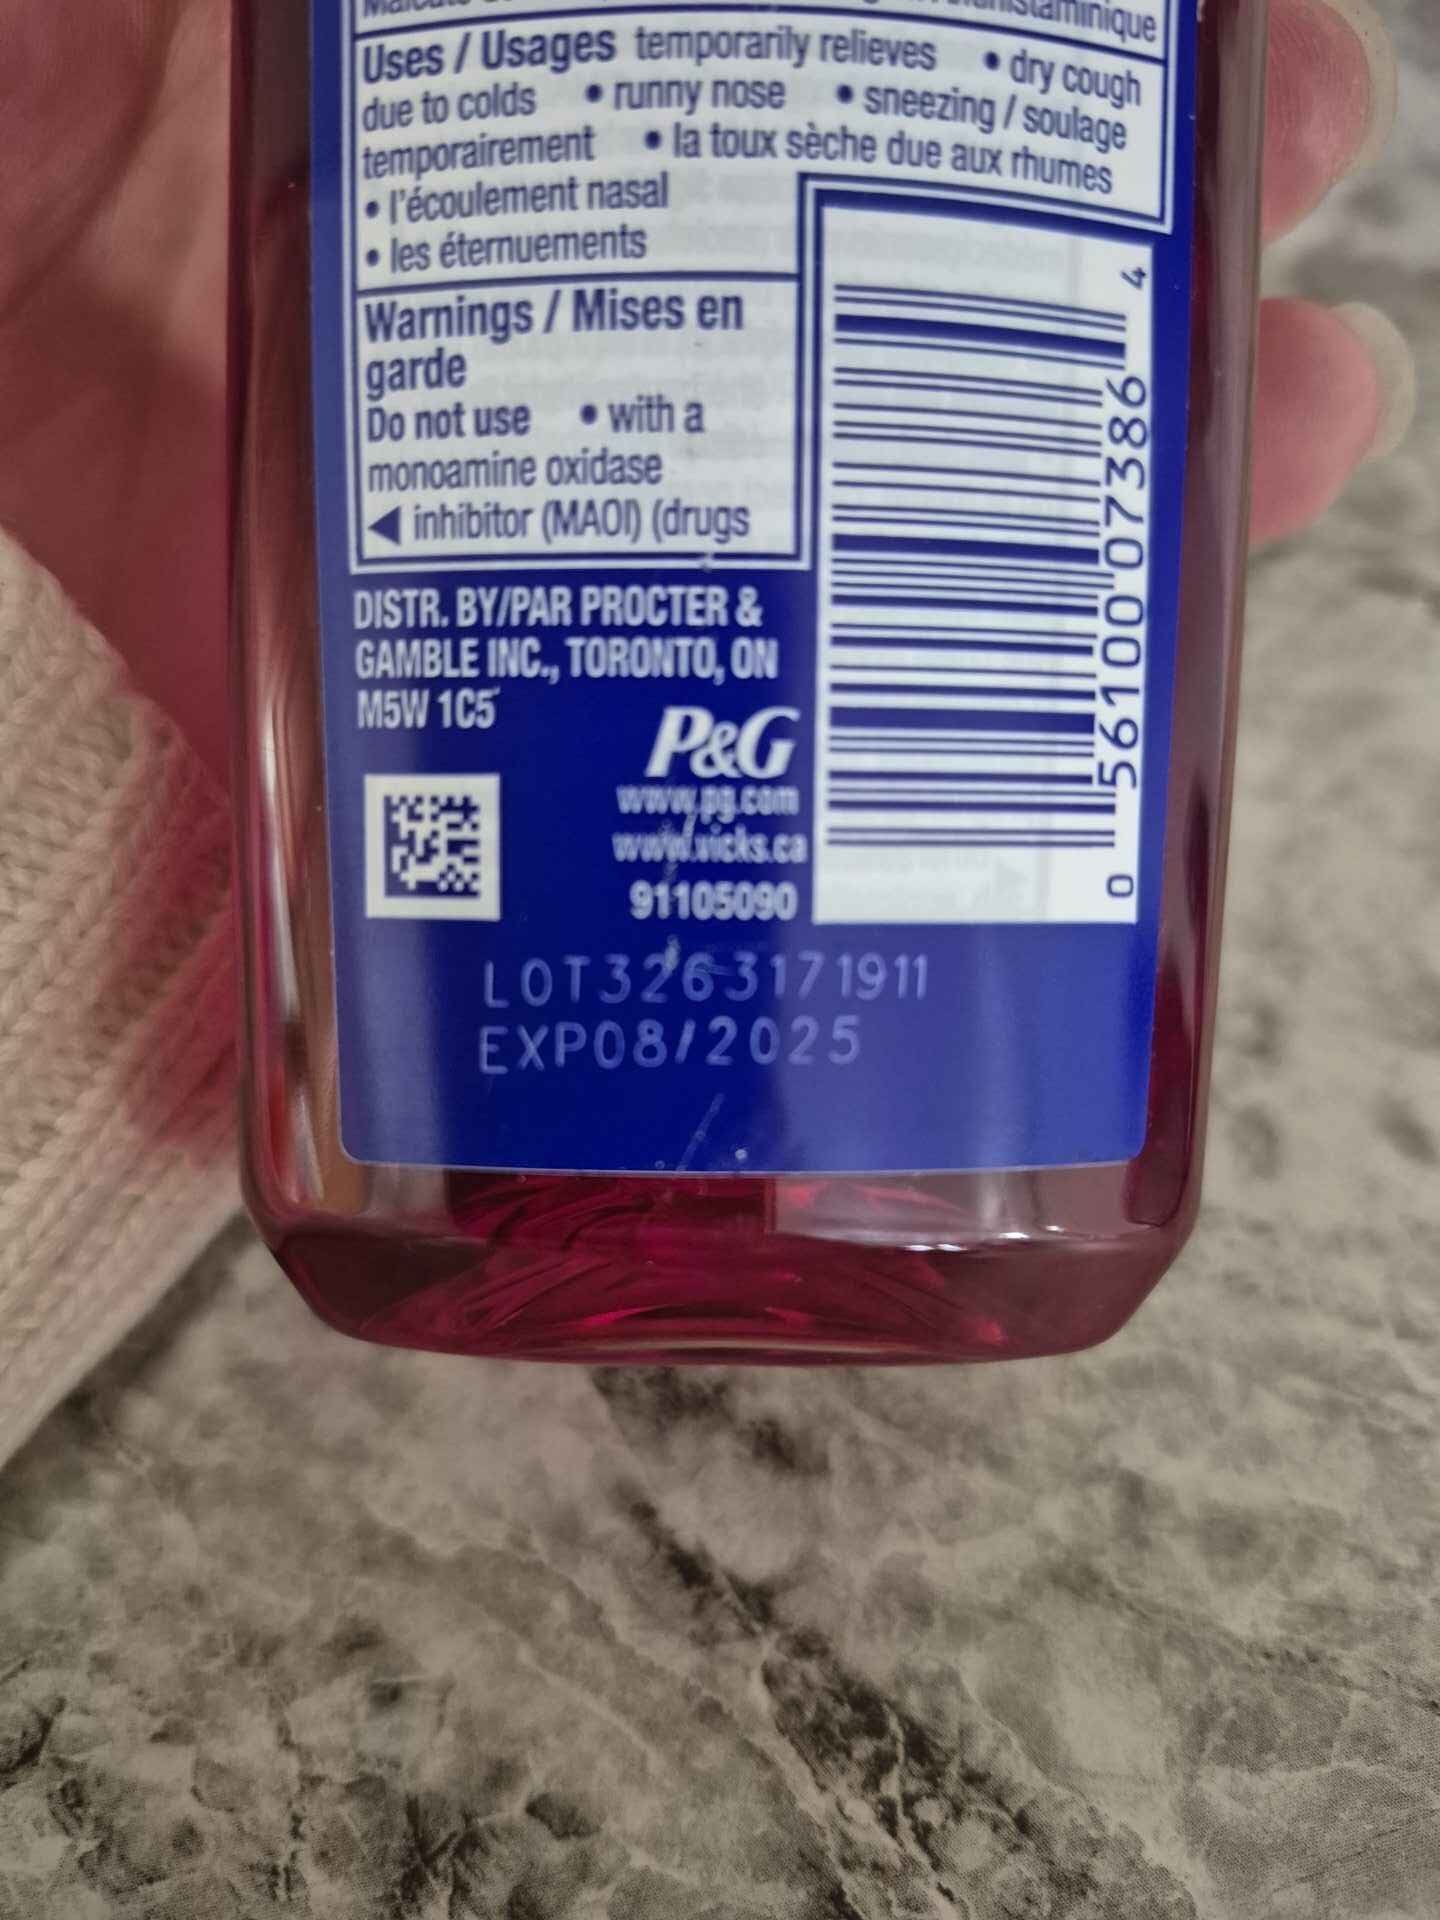 Uses / Usages temporarily relieves • dry cough
due to colds • runny nose • sneezing / soulage
temporairement • la toux sèche due aux rhumes
• l'écoulement nasal
• les éternuements
Warnings / Mises en
garde
Do not use • with a
monoamine oxidase
◀ inhibitor (MAOI) (drugs
DISTR. BY/PAR PROCTER &
GAMBLE INC., TORONTO, ON
M5W 1C5
P&G
www.pg.com
www.vicks.ca
91105090
0 56100 07386 4
LOT3263171911
EXP08/2025